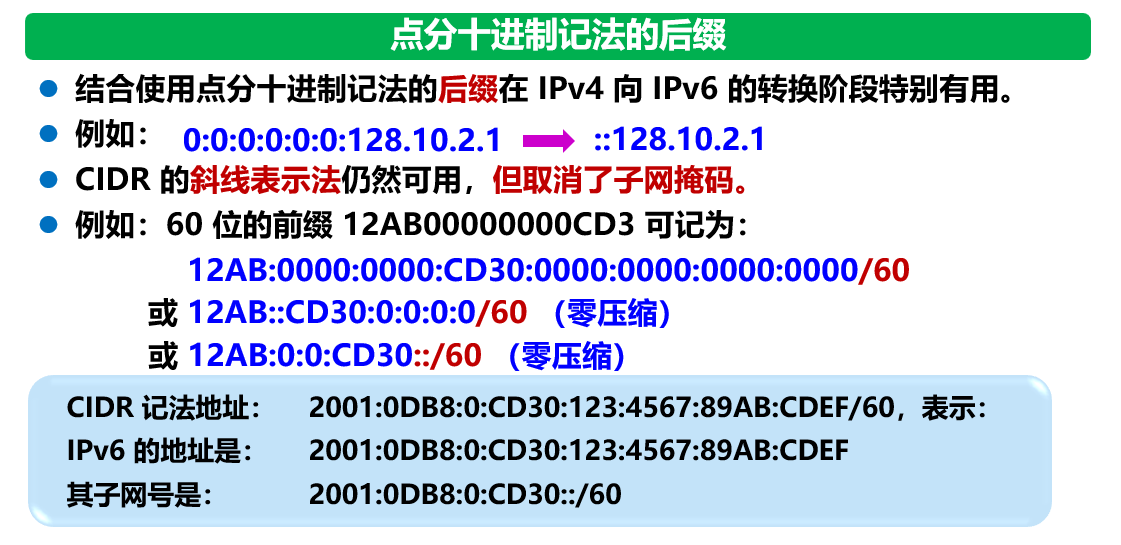 点分十进制记法的后缀
结合使用点分十进制记法的后缀在 IPv4 向 IPv6 的转换阶段特别有用。
例如： 0:0:0:0:0:0:128.10.2.1 ::128.10.2.1
CIDR 的斜线表示法仍然可用，但取消了子网掩码。
例如：60 位的前缀 12AB00000000CD3 可记为：
12AB:0000:0000:CD30:0000:0000:0000:0000/60
或 12AB::CD30:0:0:0:0/60 （零压缩）
或 12AB:0:0:CD30::/60 （零压缩）
CIDR 记法地址： 2001:0DB8:0:CD30:123:4567:89AB:CDEF/60，表示：
IPv6 的地址是： 2001:0DB8:0:CD30:123:4567:89AB:CDEF
其子网号是： 2001:0DB8:0:CD30::/60